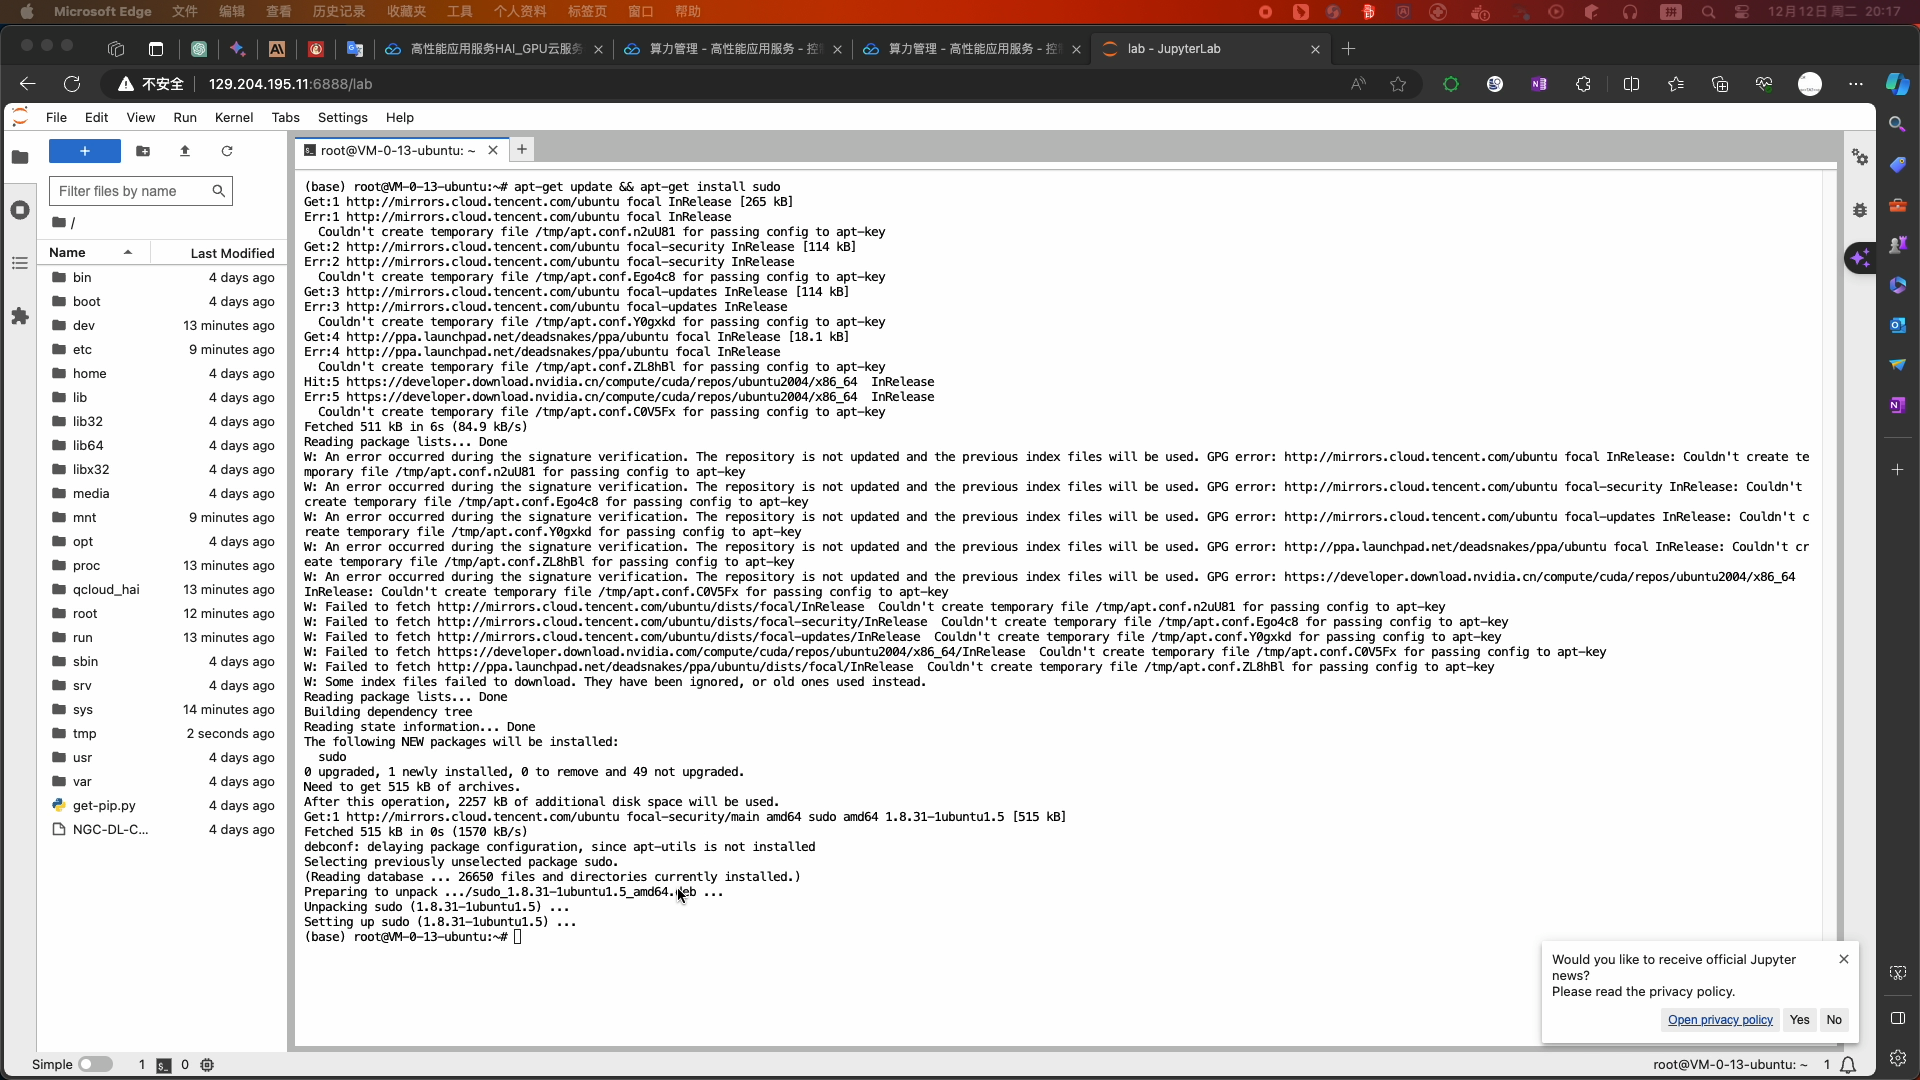 Microsoft Edge 文件 编辑 查看 历史记录 收藏夹 工具 个人资料 标签页 窗口 帮助 拼 12月12日 周二 20:17
高性能应用服务HAI_GPU云服务 算力管理 - 高性能应用服务 - 控 算力管理 - 高性能应用服务 - 控 lab - JupyterLab
不安全 129.204.195.11:6888/lab
File Edit View Run Kernel Tabs Settings Help
root@VM-0-13-ubuntu: ~
Filter files by name
/
Name Last Modified
bin 4 days ago
boot 4 days ago
dev 13 minutes ago
etc 9 minutes ago
home 4 days ago
lib 4 days ago
lib32 4 days ago
lib64 4 days ago
libx32 4 days ago
media 4 days ago
mnt 9 minutes ago
opt 4 days ago
proc 13 minutes ago
qcloud_hai 13 minutes ago
root 12 minutes ago
run 13 minutes ago
sbin 4 days ago
srv 4 days ago
sys 14 minutes ago
tmp 2 seconds ago
usr 4 days ago
var 4 days ago
get-pip.py 4 days ago
NGC-DL-C... 4 days ago
(base) root@VM-0-13-ubuntu:~# apt-get update && apt-get install sudo
Get:1 http://mirrors.cloud.tencent.com/ubuntu focal InRelease [265 kB]
Err:1 http://mirrors.cloud.tencent.com/ubuntu focal InRelease
Couldn't create temporary file /tmp/apt.conf.n2uU81 for passing config to apt-key
Get:2 http://mirrors.cloud.tencent.com/ubuntu focal-security InRelease [114 kB]
Err:2 http://mirrors.cloud.tencent.com/ubuntu focal-security InRelease
Couldn't create temporary file /tmp/apt.conf.Ego4c8 for passing config to apt-key
Get:3 http://mirrors.cloud.tencent.com/ubuntu focal-updates InRelease [114 kB]
Err:3 http://mirrors.cloud.tencent.com/ubuntu focal-updates InRelease
Couldn't create temporary file /tmp/apt.conf.Y0gxkd for passing config to apt-key
Get:4 http://ppa.launchpad.net/deadsnakes/ppa/ubuntu focal InRelease [18.1 kB]
Err:4 http://ppa.launchpad.net/deadsnakes/ppa/ubuntu focal InRelease
Couldn't create temporary file /tmp/apt.conf.ZL8hBl for passing config to apt-key
Hit:5 https://developer.download.nvidia.cn/compute/cuda/repos/ubuntu2004/x86_64 InRelease
Err:5 https://developer.download.nvidia.cn/compute/cuda/repos/ubuntu2004/x86_64 InRelease
Couldn't create temporary file /tmp/apt.conf.C0V5Fx for passing config to apt-key
Fetched 511 kB in 6s (84.9 kB/s)
Reading package lists... Done
W: An error occurred during the signature verification. The repository is not updated and the previous index files will be used. GPG error: http://mirrors.cloud.tencent.com/ubuntu focal InRelease: Couldn't create te
mporary file /tmp/apt.conf.n2uU81 for passing config to apt-key
W: An error occurred during the signature verification. The repository is not updated and the previous index files will be used. GPG error: http://mirrors.cloud.tencent.com/ubuntu focal-security InRelease: Couldn't
create temporary file /tmp/apt.conf.Ego4c8 for passing config to apt-key
W: An error occurred during the signature verification. The repository is not updated and the previous index files will be used. GPG error: http://mirrors.cloud.tencent.com/ubuntu focal-updates InRelease: Couldn't c
reate temporary file /tmp/apt.conf.Y0gxkd for passing config to apt-key
W: An error occurred during the signature verification. The repository is not updated and the previous index files will be used. GPG error: http://ppa.launchpad.net/deadsnakes/ppa/ubuntu focal InRelease: Couldn't cr
eate temporary file /tmp/apt.conf.ZL8hBl for passing config to apt-key
W: An error occurred during the signature verification. The repository is not updated and the previous index files will be used. GPG error: https://developer.download.nvidia.cn/compute/cuda/repos/ubuntu2004/x86_64
InRelease: Couldn't create temporary file /tmp/apt.conf.C0V5Fx for passing config to apt-key
W: Failed to fetch http://mirrors.cloud.tencent.com/ubuntu/dists/focal/InRelease Couldn't create temporary file /tmp/apt.conf.n2uU81 for passing config to apt-key
W: Failed to fetch http://mirrors.cloud.tencent.com/ubuntu/dists/focal-security/InRelease Couldn't create temporary file /tmp/apt.conf.Ego4c8 for passing config to apt-key
W: Failed to fetch http://mirrors.cloud.tencent.com/ubuntu/dists/focal-updates/InRelease Couldn't create temporary file /tmp/apt.conf.Y0gxkd for passing config to apt-key
W: Failed to fetch https://developer.download.nvidia.com/compute/cuda/repos/ubuntu2004/x86_64/InRelease Couldn't create temporary file /tmp/apt.conf.C0V5Fx for passing config to apt-key
W: Failed to fetch http://ppa.launchpad.net/deadsnakes/ppa/ubuntu/dists/focal/InRelease Couldn't create temporary file /tmp/apt.conf.ZL8hBl for passing config to apt-key
W: Some index files failed to download. They have been ignored, or old ones used instead.
Reading package lists... Done
Building dependency tree
Reading state information... Done
The following NEW packages will be installed:
sudo
0 upgraded, 1 newly installed, 0 to remove and 49 not upgraded.
Need to get 515 kB of archives.
After this operation, 2257 kB of additional disk space will be used.
Get:1 http://mirrors.cloud.tencent.com/ubuntu focal-security/main amd64 sudo amd64 1.8.31-1ubuntu1.5 [515 kB]
Fetched 515 kB in 0s (1570 kB/s)
debconf: delaying package configuration, since apt-utils is not installed
Selecting previously unselected package sudo.
(Reading database ... 26650 files and directories currently installed.)
Preparing to unpack .../sudo_1.8.31-1ubuntu1.5_amd64.deb ...
Unpacking sudo (1.8.31-1ubuntu1.5) ...
Setting up sudo (1.8.31-1ubuntu1.5) ...
(base) root@VM-0-13-ubuntu:~#
Would you like to receive official Jupyter
news?
Please read the privacy policy.
Open privacy policy Yes No
Simple 1 0 root@VM-0-13-ubuntu: ~ 1